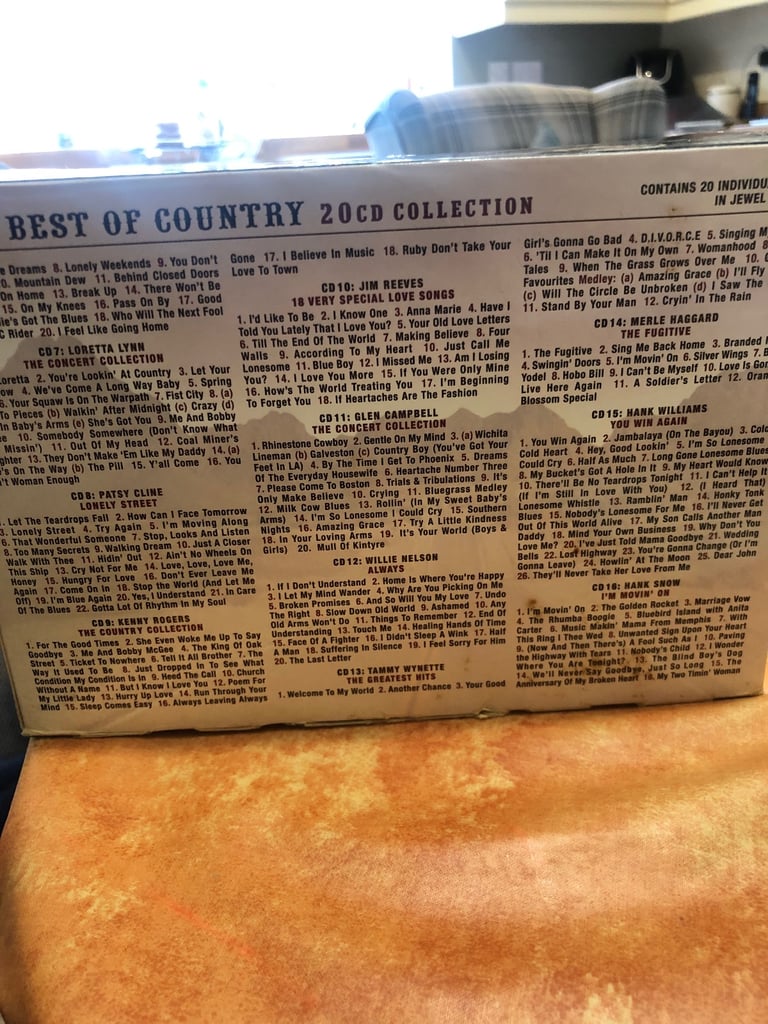 BEST OF COUNTRY 20CD COLLECTION
CONTAINS 20 INDIVIDU
IN JEWEL
e Dreams 8. Lonely Weekends 9. You Don't
0. Mountain Dew 11. Behind Closed Doors
On Home 13. Break Up 14. There Won't Be
15. On My Knees 16. Pass On By 17. Good
ie's Got The Blues 18. Who Will The Next Fool
C Rider 20. I Feel Like Going Home
CD7: LORETTA LYNN
THE CONCERT COLLECTION
Loretta 2. You're Lookin' At Country 3. Let Your
ow 4. We've Come A Long Way Baby 5. Spring
6. Your Squaw Is On The Warpath 7. Fist City 8. (a)
To Pieces (b) Walkin' After Midnight (c) Crazy (d)
In Baby's Arms (e) She's Got You 9. Me And Bobby
ee 10. Somebody Somewhere (Don't Know What
Missin') 11. Out Of My Head 12. Coal Miner's
ghter 13. They Don't Make 'Em Like My Daddy 14. (a)
's On The Way (b) The Pill 15. Y'all Come 16. You
n't Woman Enough
CD8: PATSY CLINE
LONELY STREET
Let The Teardrops Fall 2. How Can I Face Tomorrow
3. Lonely Street 4. Try Again 5. I'm Moving Along
6. That Wonderful Someone 7. Stop, Looks And Listen
8. Too Many Secrets 9. Walking Dream 10. Just A Closer
Walk With Thee 11. Hidin' Out 12. Ain't No Wheels On
This Ship 13. Cry Not For Me 14. Love, Love, Love Me,
Honey 15. Hungry For Love 16. Don't Ever Leave Me
Again 17. Come On In 18. Stop The World (And Let Me
Off) 19. I'm Blue Again 20. Yes, I Understand 21. In Care
Of The Blues 22. Gotta Lot Of Rhythm In My Soul
CD9: KENNY ROGERS
THE COUNTRY COLLECTION
1. For The Good Times 2. She Even Woke Me Up To Say
Goodbye 3. Me And Bobby McGee 4. The King Of Oak
Street 5. Ticket To Nowhere 6. Tell It All Brother 7. The
Way It Used To Be 8. Just Dropped In To See What
Condition My Condition Is In 9. Heed The Call 10. Church
Without A Name 11. But I Know I Love You 12. Poem For
My Little Lady 13. Hurry Up Love 14. Run Through Your
Mind 15. Sleep Comes Easy 16. Always Leaving Always
Gone 17. I Believe In Music 18. Ruby Don't Take Your
Love To Town
CD10: JIM REEVES
18 VERY SPECIAL LOVE SONGS
1. I'd Like To Be 2. I Know One 3. Anna Marie 4. Have I
Told You Lately That I Love You? 5. Your Old Love Letters
6. Till The End Of The World 7. Making Believe 8. Four
Walls 9. According To My Heart 10. Just Call Me
Lonesome 11. Blue Boy 12. I Missed Me 13. Am I Losing
You? 14. I Love You More 15. If You Were Only Mine
16. How's The World Treating You 17. I'm Beginning
To Forget You 18. If Heartaches Are The Fashion
CD11: GLEN CAMPBELL
THE CONCERT COLLECTION
1. Rhinestone Cowboy 2. Gentle On My Mind 3. (a) Wichita
Lineman (b) Galveston (c) Country Boy (You've Got Your
Feet in LA) 4. By The Time I Get To Phoenix 5. Dreams
Of The Everyday Housewife 6. Heartache Number Three
7. Please Come To Boston 8. Trials & Tribulations 9. It's
Only Make Believe 10. Crying 11. Bluegrass Medley
12. Milk Cow Blues 13. Rollin' (In My Sweet Baby's
Arms) 14. I'm So Lonesome I Could Cry 15. Southern
Nights 16. Amazing Grace 17. Try A Little Kindness
18. In Your Loving Arms 19. It's Your World (Boys &
Girls) 20. Mull Of Kintyre
CD12: WILLIE NELSON
ALWAYS
1. If I Don't Understand 2. Home Is Where You're Happy
3. I Let My Mind Wander 4. Why Are You Picking On Me
5. Broken Promises 6. And So Will You My Love 7. Undo
The Right 8. Slow Down Old World 9. Ashamed 10. Any
Old Arms Won't Do 11. Things To Remember 12. End Of
Understanding 13. Touch Me 14. Healing Hands Of Time
15. Face Of A Fighter 16. I Didn't Sleep A Wink 17. Half
A Man 18. Suffering In Silence 19. I Feel Sorry For Him
20. The Last Letter
CD13: TAMMY WYNETTE
THE GREATEST HITS
1. Welcome To My World 2. Another Chance 3. Your Good
Girl's Gonna Go Bad 4. D.I.V.O.R.C.E 5. Singing M
6. 'Til I Can Make It On My Own 7. Womanhood 8
Tales 9. When The Grass Grows Over Me 10.
Favourites Medley: (a) Amazing Grace (b) I'll Fly
(c) Will The Circle Be Unbroken (d) I Saw The
11. Stand By Your Man 12. Cryin' In The Rain
CD14: MERLE HAGGARD
THE FUGITIVE
1. The Fugitive 2. Sing Me Back Home 3. Branded
4. Swingin' Doors 5. I'm Movin' On 6. Silver Wings 7.
Yodel 8. Hobo Bill 9. I Can't Be Myself 10. Love Is Gon
Live Here Again 11. A Soldier's Letter 12. Oran
Blossom Special
CD15: HANK WILLIAMS
YOU WIN AGAIN
1. You Win Again 2. Jambalaya (On The Bayou) 3. Cold
Cold Heart 4. Hey, Good Lookin' 5. I'm So Lonesome
Could Cry 6. Half As Much 7. Long Gone Lonesome Blues
8. My Bucket's Got A Hole In It 9. My Heart Would Know
10. There'll Be No Teardrops Tonight 11. I Can't Help It
(If I'm Still In Love With You) 12. (I Heard That)
Lonesome Whistle 13. Ramblin' Man 14. Honky Tonk
Blues 15. Nobody's Lonesome For Me 16. I'll Never Get
Out Of This World Alive 17. My Son Calls Another Man
Daddy 18. Mind Your Own Business 19. Why Don't You
Love Me? 20. I've Just Told Mama Goodbye 21. Wedding
Bells 22. Lost Highway 23. You're Gonna Change (Or I'm
Gonna Leave) 24. Howlin' At The Moon 25. Dear John
26. They'll Never Take Her Love From Me
CD16: HANK SNOW
I'M MOVIN' ON
1. I'm Movin' On 2. The Golden Rocket 3. Marriage Vow
4. The Rhumba Boogie 5. Bluebird Island with Anita
Carter 6. Music Makin' Mama From Memphis 7. With
This Ring I Thee Wed 8. Unwanted Sign Upon Your Heart
9. (Now And Then There's) A Fool Such As I 10. Paving
the Highway With Tears 11. Nobody's Child 12. I Wonder
Where You Are Tonight? 13. The Blind Boy's Dog
14. We'll Never Say Goodbye, Just So Long 15. The
Anniversary Of My Broken Heart 16. My Two Timin' Woman